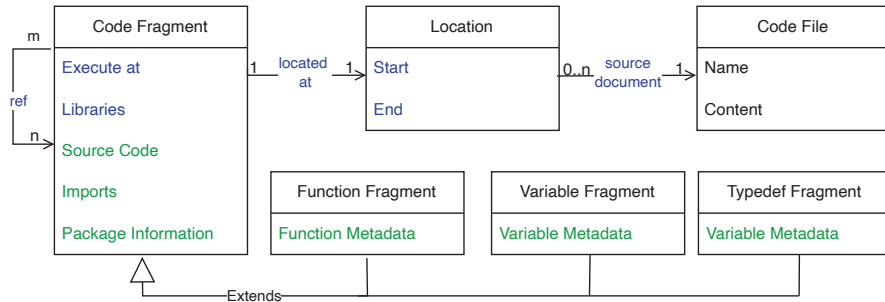 Code Fragment
Location
Code File
m
Execute at
1
located
at
1
Start
0..n
source
document
1
Name
ref
Libraries
End
Content
n
Source Code
Imports
Function Fragment
Variable Fragment
Typedef Fragment
Package Information
Function Metadata
Variable Metadata
Variable Metadata
Extends